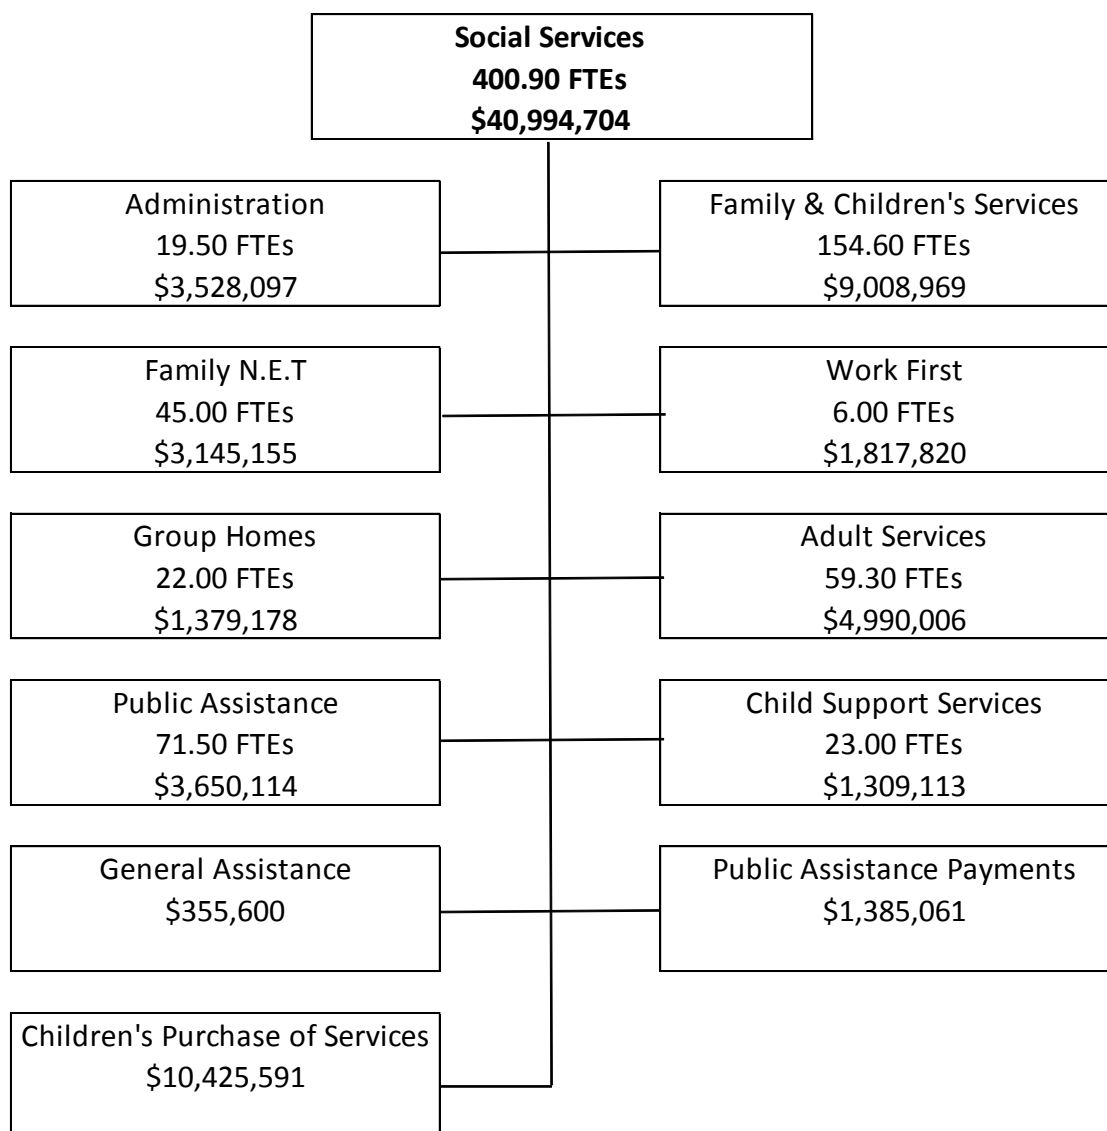 Social Services
400.90 FTEs
$40,994,704
Administration
19.50 FTEs
$3,528,097
Family & Children's Services
154.60 FTEs
$9,008,969
Family N.E.T
45.00 FTEs
$3,145,155
Work First
6.00 FTEs
$1,817,820
Group Homes
22.00 FTEs
$1,379,178
Adult Services
59.30 FTEs
$4,990,006
Public Assistance
71.50 FTEs
$3,650,114
Child Support Services
23.00 FTEs
$1,309,113
General Assistance
$355,600
Public Assistance Payments
$1,385,061
Children's Purchase of Services
$10,425,591